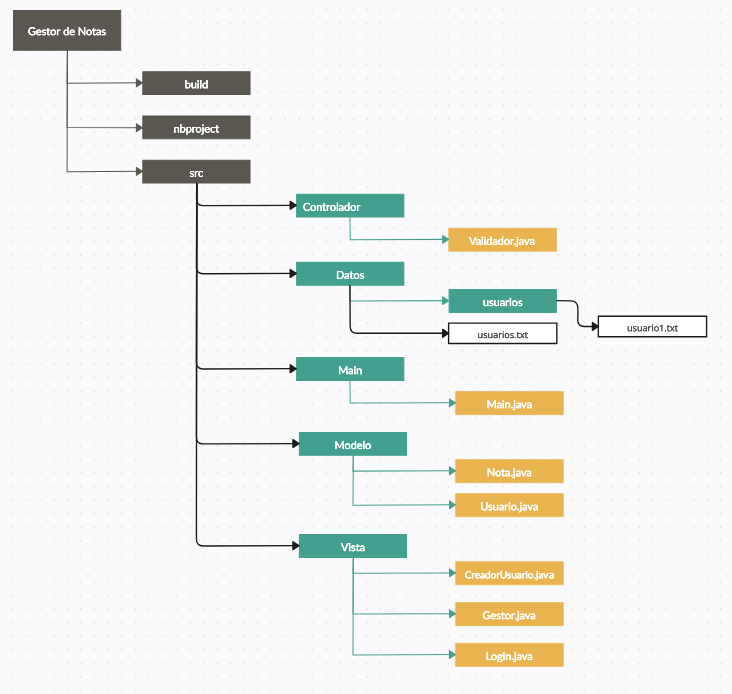 Gestor de Notas
build
nbproject
src
Controlador
Validador.java
Datos
usuarios
usuarios.txt
usuario1.txt
Main
Main.java
Modelo
Nota.java
Usuario.java
Vista
CreadorUsuario.java
Gestor.java
Login.java